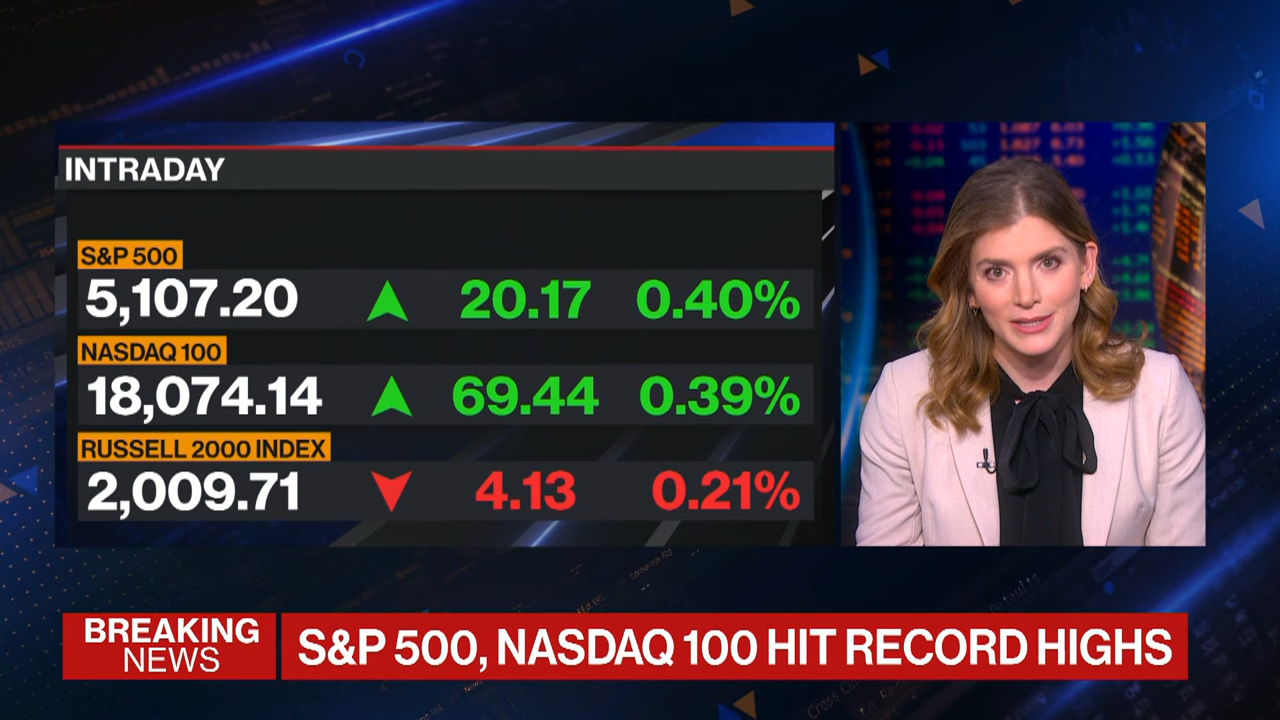 INTRADAY
S&P 500
5,107.20 20.17 0.40%
NASDAQ 100
18,074.14 69.44 0.39%
RUSSELL 2000 INDEX
2,009.71 4.13 0.21%
BREAKING
NEWS
S&P 500, NASDAQ 100 HIT RECORD HIGHS